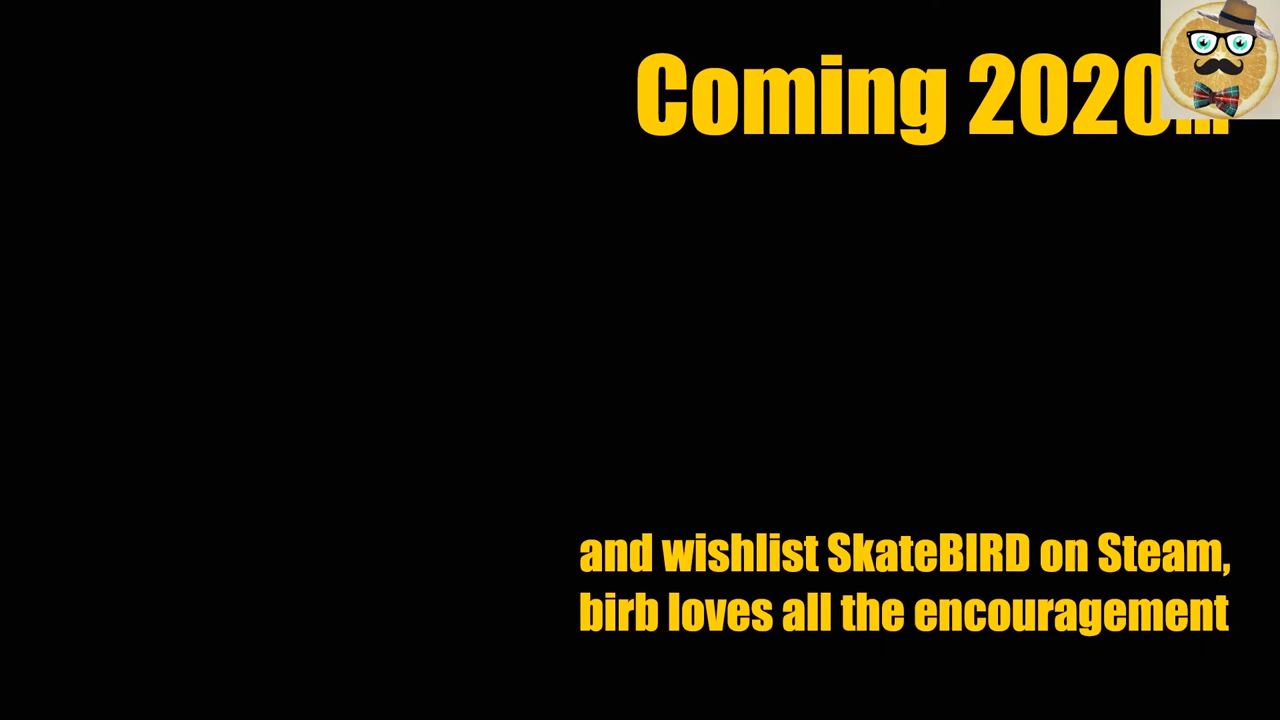 Coming 2020...
and wishlist SkateBIRD on Steam,
birb loves all the encouragement